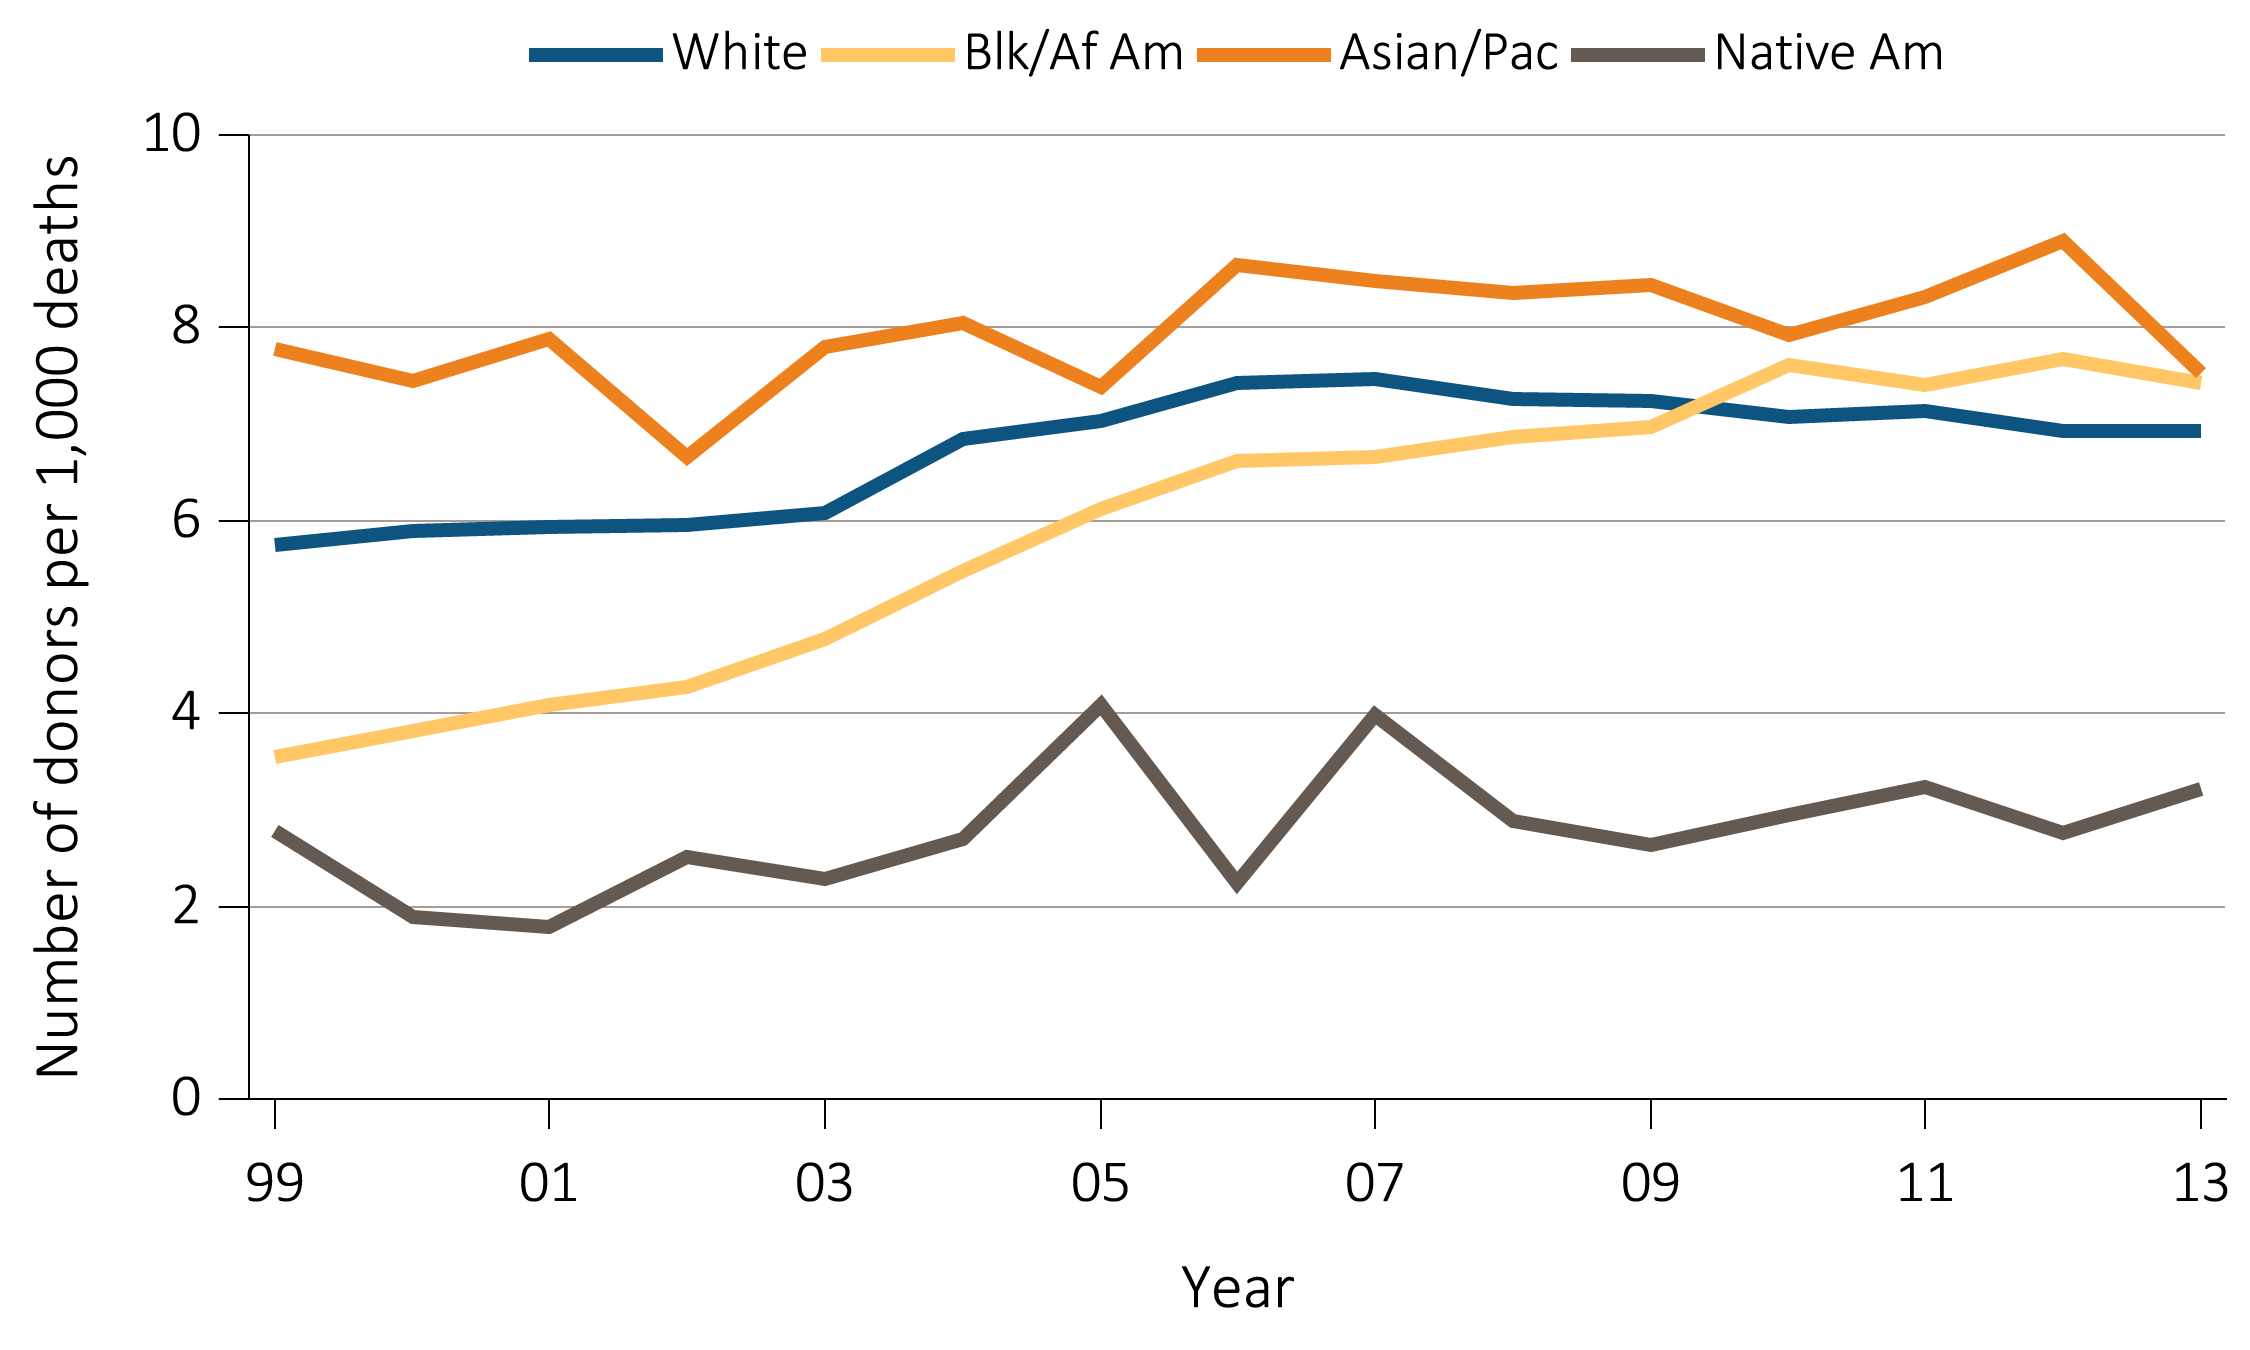 White Blk/Af Am Asian/Pac Native Am
Number of donors per 1,000 deaths
10
8
6
4
2
0
99 01 03 05 07 09 11 13
Year